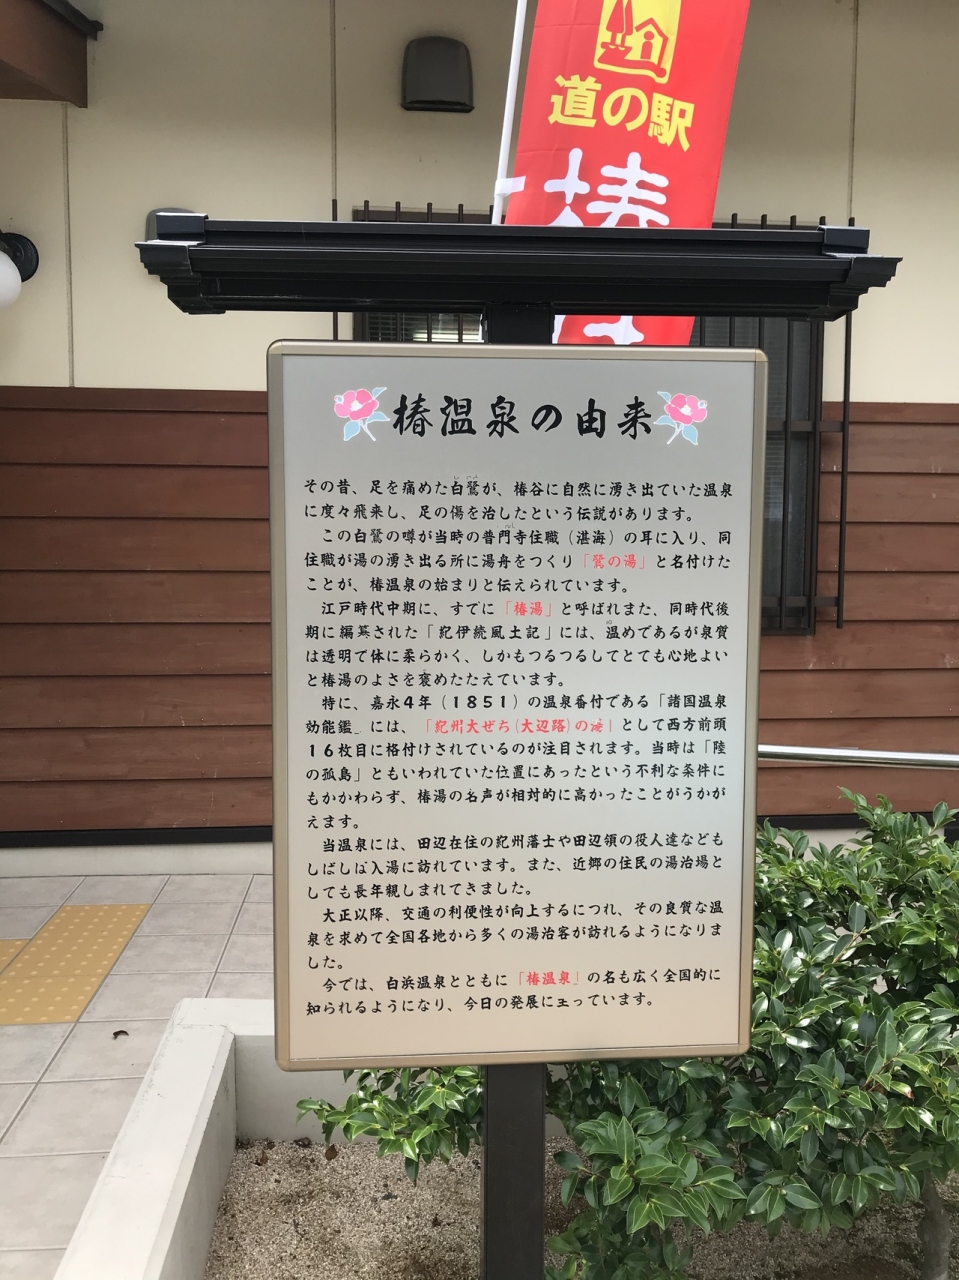 道の駅
椿
椿温泉の由来
その昔、足を痛めた白鷺が、椿谷に自然に湧き出ていた温泉
に度々飛来し、足の傷を治したという伝説があります。
この白鷺の噂が当時の普門寺住職（湛海）の耳に入り、同
住職が湯の湧き出る所に湯舟をつくり「鷺の湯」と名付けた
ことが、椿温泉の始まりと伝えられています。
江戸時代中期に、すでに「椿湯」と呼ばれまた、同時代後
期に編纂された「紀伊続風土記」には、温めであるが泉質
は透明で体に柔らかく、しかもつるつるしてとても心地よい
と椿湯のよさを褒めたたえています。
特に、嘉永4年（1851）の温泉番付である「諸国温泉
効能鑑」には、「紀州大ぜち(大辺路)の湯」として西方前頭
16枚目に格付けされているのが注目されます。当時は「陸
の孤島」ともいわれていた位置にあったという不利な条件に
もかかわらず、椿湯の名声が相対的に高かったことがうかが
えます。
当温泉には、田辺在住の紀州藩士や田辺領の役人達なども
しばしば入湯に訪れています。また、近郷の住民の湯治場と
しても長年親しまれてきました。
大正以降、交通の利便性が向上するにつれ、その良質な温
泉を求めて全国各地から多くの湯治客が訪れるようになりま
した。
今では、白浜温泉とともに「椿温泉」の名も広く全国的に
知られるようになり、今日の発展に至っています。